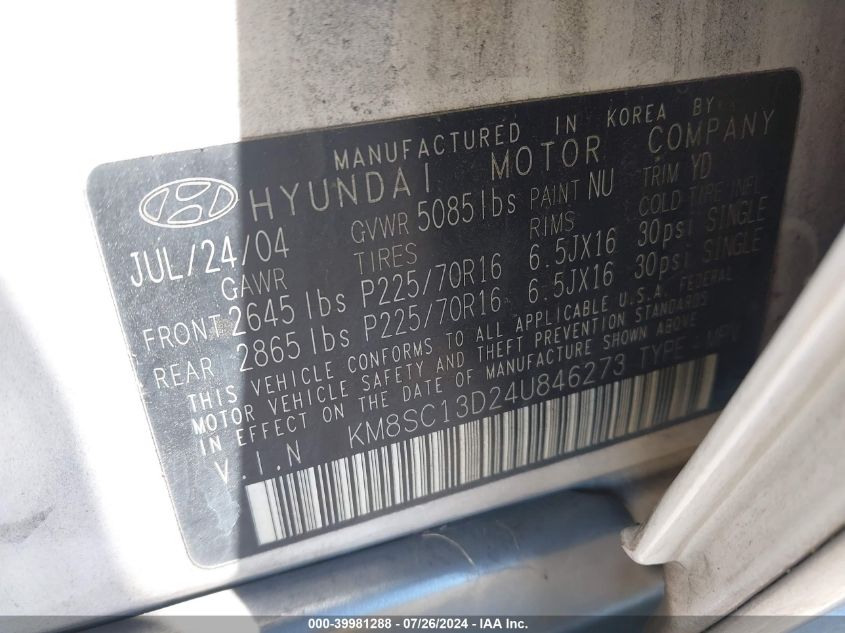 MANUFACTURED IN KOREA BY
HYUNDAI MOTOR COMPANY
JUL/24/04 GVWR 5085lbs PAINT NU TRIM YD
GAWR TIRES RIMS COLD TIRE INFL
FRONT 2645lbs P225/70R16 6.5JX16 30psi SINGLE
REAR 2865lbs P225/70R16 6.5JX16 30psi SINGLE
THIS VEHICLE CONFORMS TO ALL APPLICABLE U.S.A. FEDERAL
MOTOR VEHICLE SAFETY AND THEFT PREVENTION STANDARDS
IN EFFECT ON THE DATE OF MANUFACTURE SHOWN ABOVE
V.I.N KM8SC13D24U846273 TYPE - MPV
000-39981288 - 07/26/2024 - IAAI.com